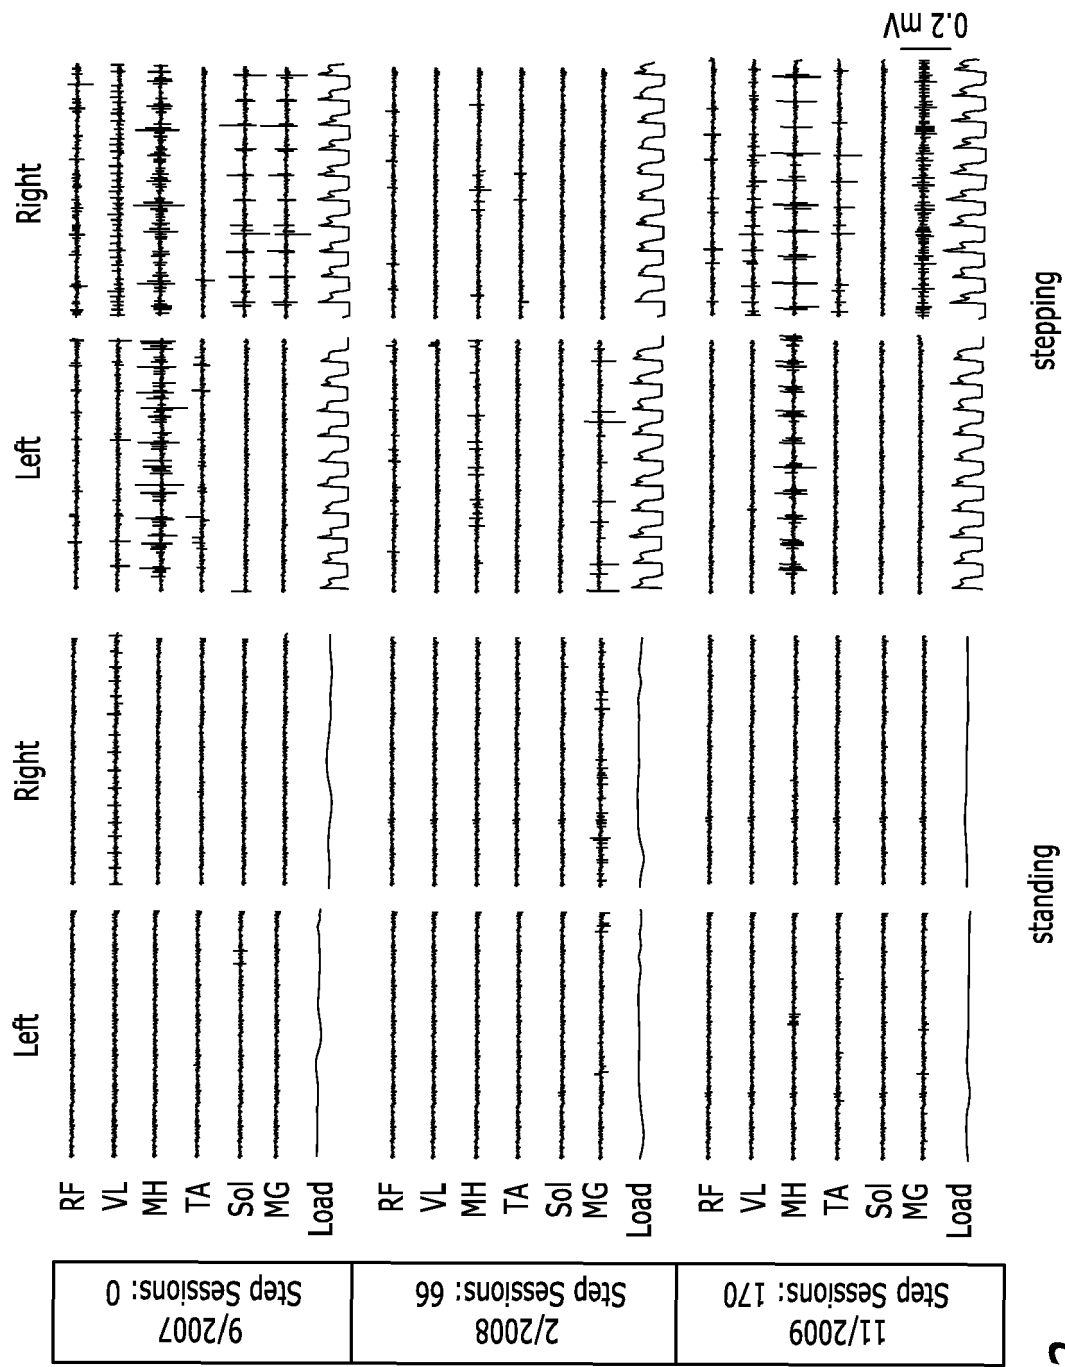 Left
Right
Left
Right
9/2007
Step Sessions: 0
RF
VL
MH
TA
Sol
MG
Load
2/2008
Step Sessions: 66
RF
VL
MH
TA
Sol
MG
Load
11/2009
Step Sessions: 170
RF
VL
MH
TA
Sol
MG
Load
0.2 mV
standing
stepping